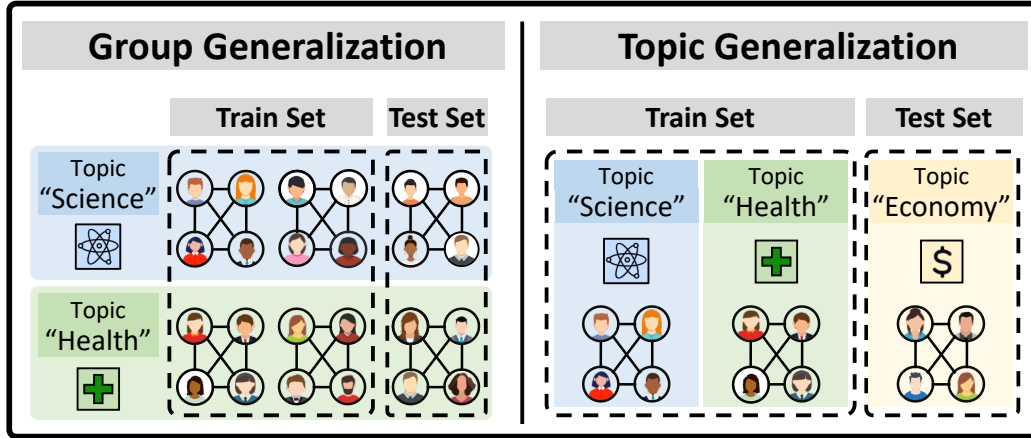 Group Generalization
Train Set
Test Set
Topic
“Science”
Topic
“Health”
Topic Generalization
Train Set
Test Set
Topic
“Science”
Topic
“Health”
Topic
“Economy”
$